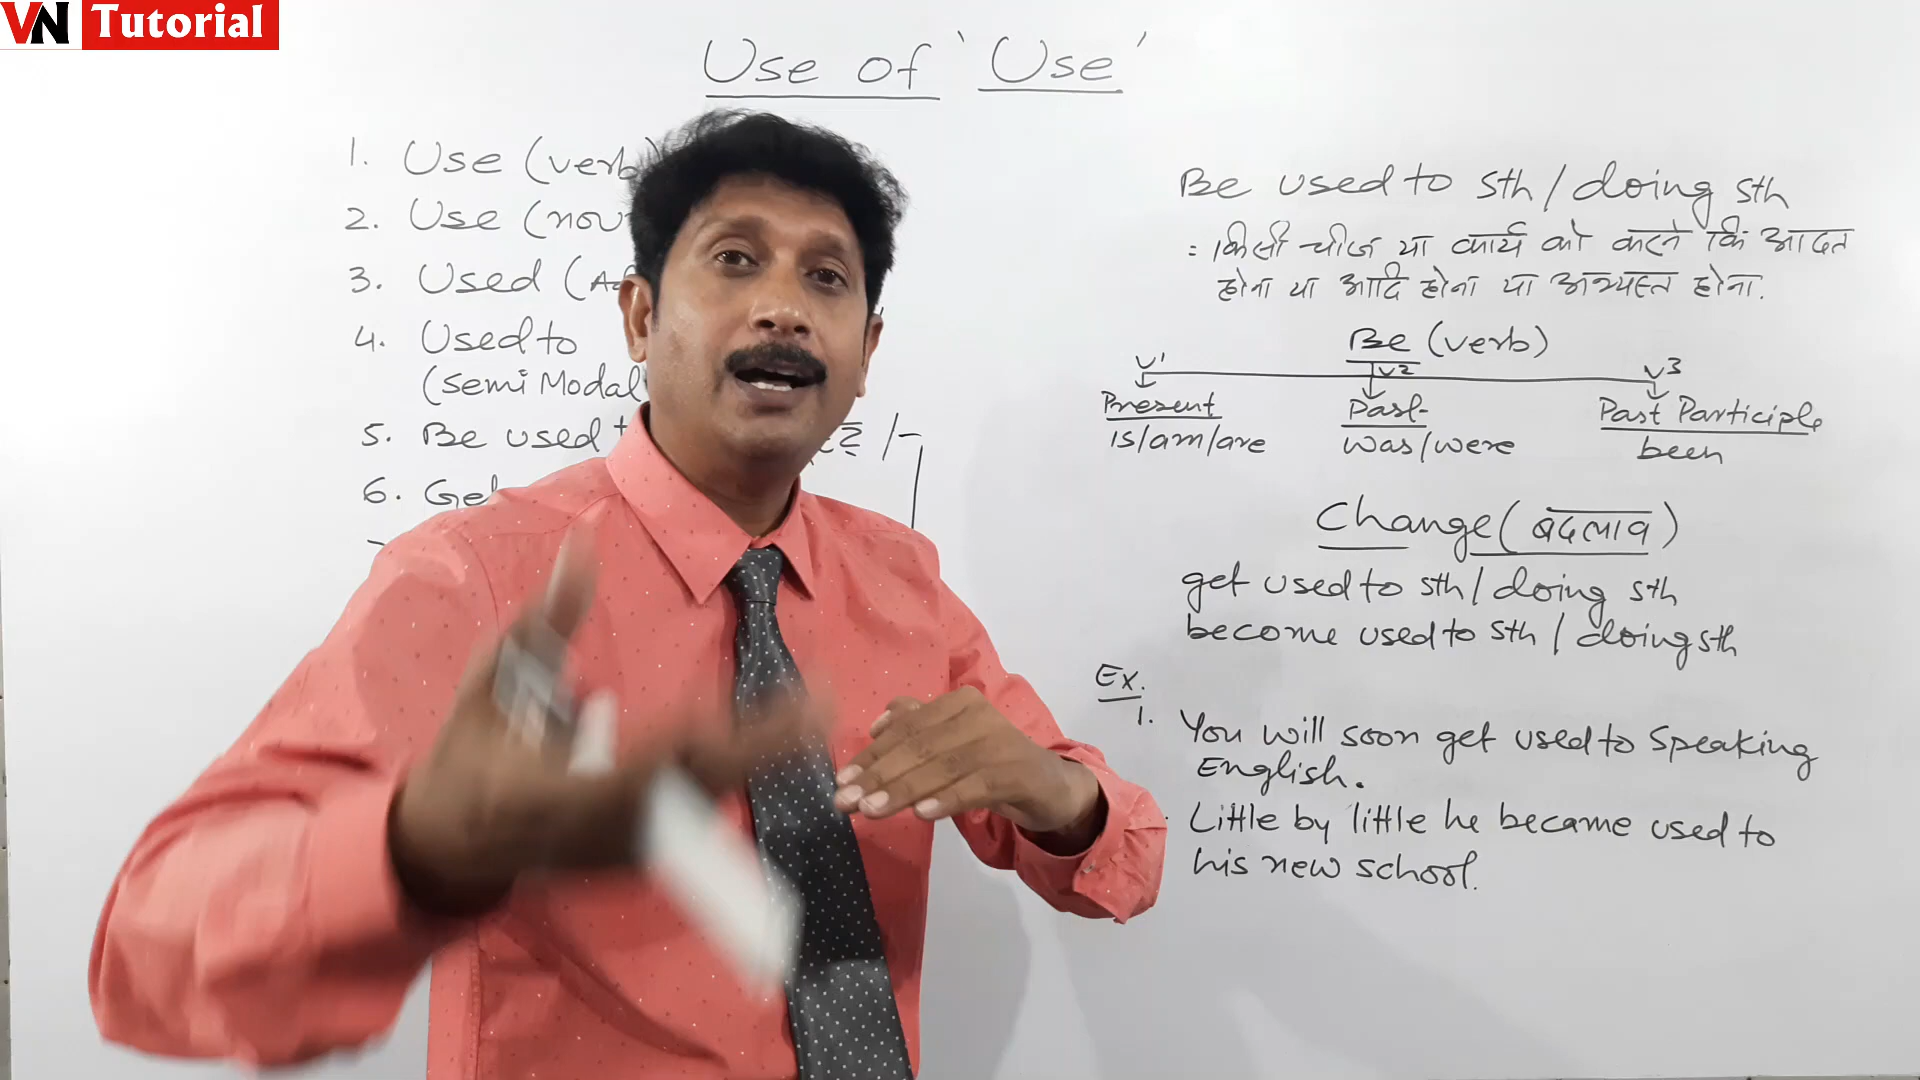 VN Tutorial
Use of 'Use'
1. Use (verb)
2. Use (nou
3. Used (Ad
4. Used to
(semi Modal
5. Be used t
6. Get
Be used to sth / doing sth
= किसी चीज या कार्य को करने कि आदत
होना या आदि होना या अभ्यस्त होना.
Be (verb)
V1 V2 V3
Present Past Past Participle
is/am/are was/were been
Change (बदलाव)
get used to sth / doing sth
become used to sth / doing sth
Ex.
1. You will soon get used to speaking
English.
Little by little he became used to
his new school.